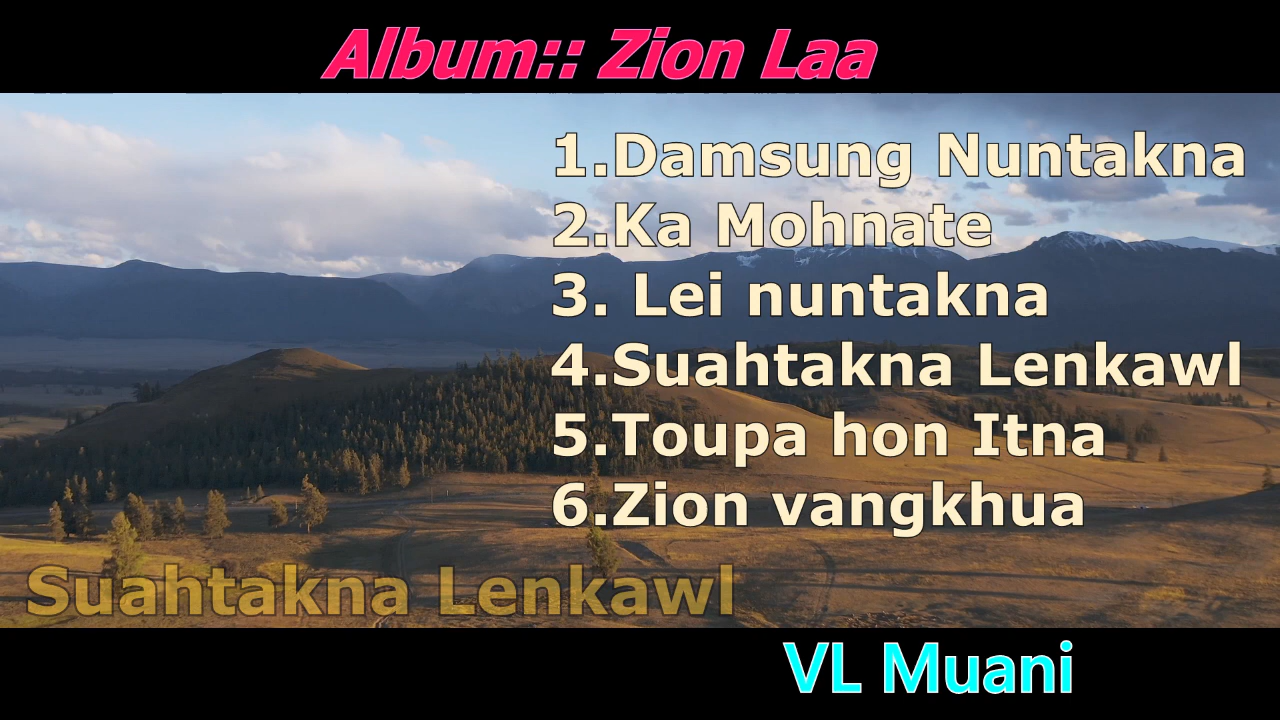 Album:: Zion Laa
1.Damsung Nuntakna
2.Ka Mohnate
3. Lei nuntakna
4.Suahtakna Lenkawl
5.Toupa hon Itna
6.Zion vangkhua
Suahtakna Lenkawl
VL Muani